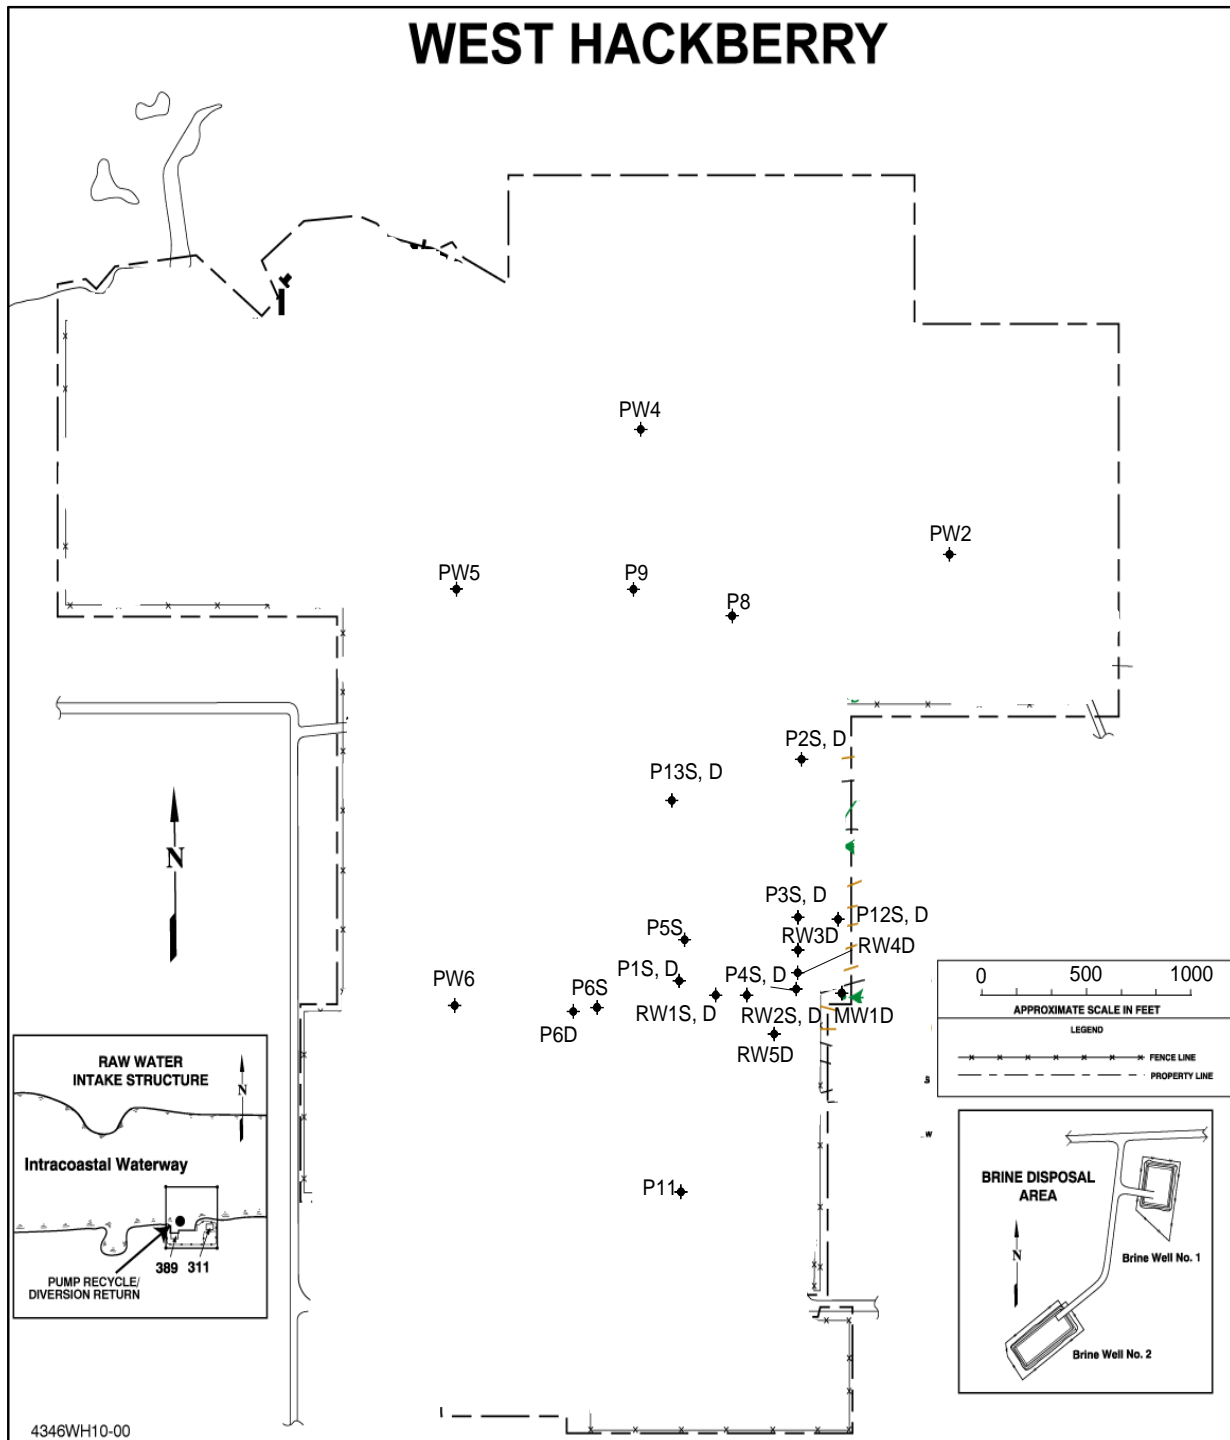 WEST HACKBERRY
PW4
PW2
PW5
P9
P8
P2S, D
P13S, D
P3S, D
P12S, D
P5S
RW3D
RW4D
P1S, D
P4S, D
PW6
P6S
RW1S, D
RW2S, D
MW1D
P6D
RW5D
P11
N
0 500 1000
APPROXIMATE SCALE IN FEET
LEGEND
FENCE LINE
PROPERTY LINE
S
W
RAW WATER
INTAKE STRUCTURE
N
Intracoastal Waterway
389 311
PUMP RECYCLE/
DIVERSION RETURN
BRINE DISPOSAL
AREA
N
Brine Well No. 1
Brine Well No. 2
4346WH10-00